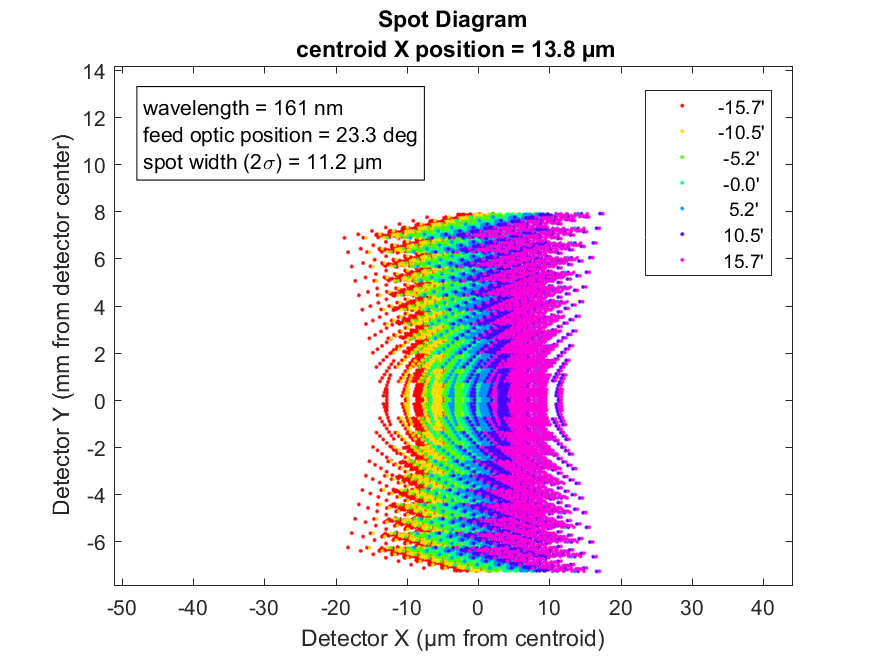 Spot Diagram
centroid X position = 13.8 µm
wavelength = 161 nm
feed optic position = 23.3 deg
spot width (2σ) = 11.2 µm
-15.7'
-10.5'
-5.2'
-0.0'
5.2'
10.5'
15.7'
14
12
10
8
6
4
2
0
-2
-4
-6
Detector Y (mm from detector center)
-50 -40 -30 -20 -10 0 10 20 30 40
Detector X (µm from centroid)